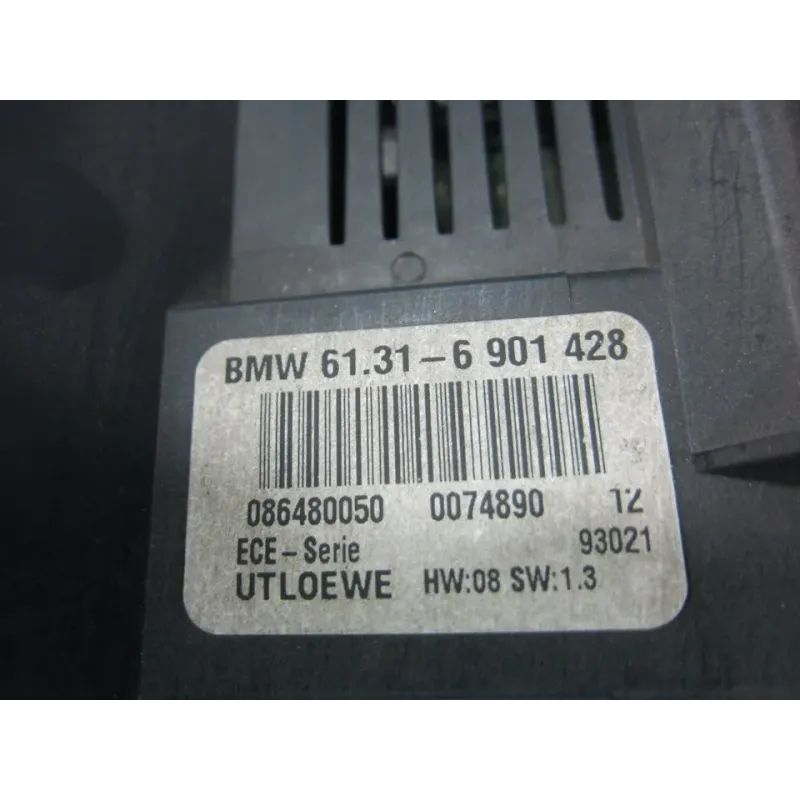 BMW 61.31-6 901 428
086480050 0074890 12
ECE-Serie 93021
UTLOEWE HW:08 SW:1.3